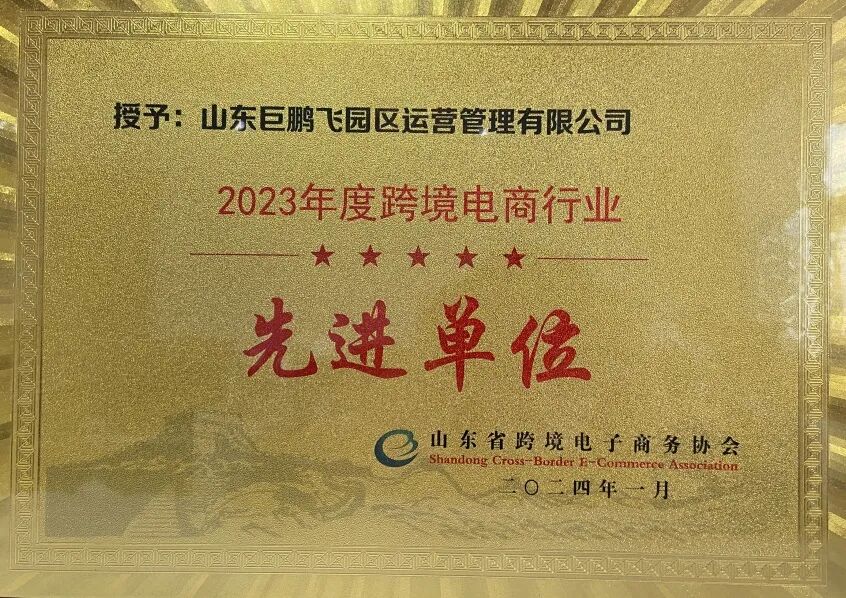 授予：山东巨鹏飞园区运营管理有限公司
2023年度跨境电商行业
先进单位
山东省跨境电子商务协会
Shandong Cross-Border E-Commerce Association
二〇二四年一月